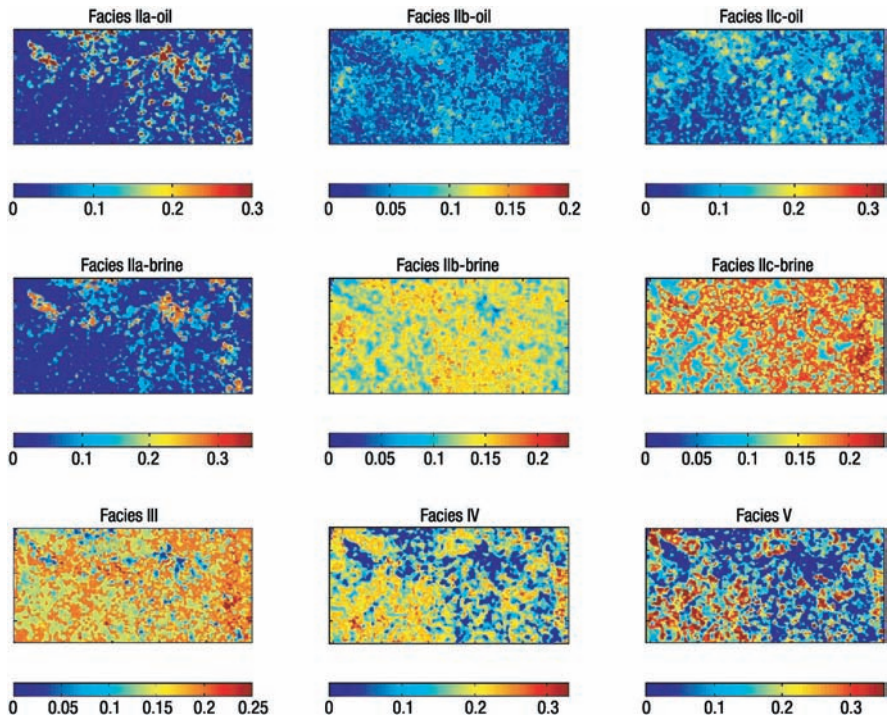 Facies IIa-oil
Facies IIb-oil
Facies IIc-oil
0 0.1 0.2 0.3
0 0.05 0.1 0.15 0.2
0 0.1 0.2 0.3
Facies IIa-brine
Facies IIb-brine
Facies IIc-brine
0 0.1 0.2 0.3
0 0.05 0.1 0.15 0.2
0 0.05 0.1 0.15 0.2
Facies III
Facies IV
Facies V
0 0.05 0.1 0.15 0.2 0.25
0 0.1 0.2 0.3
0 0.1 0.2 0.3